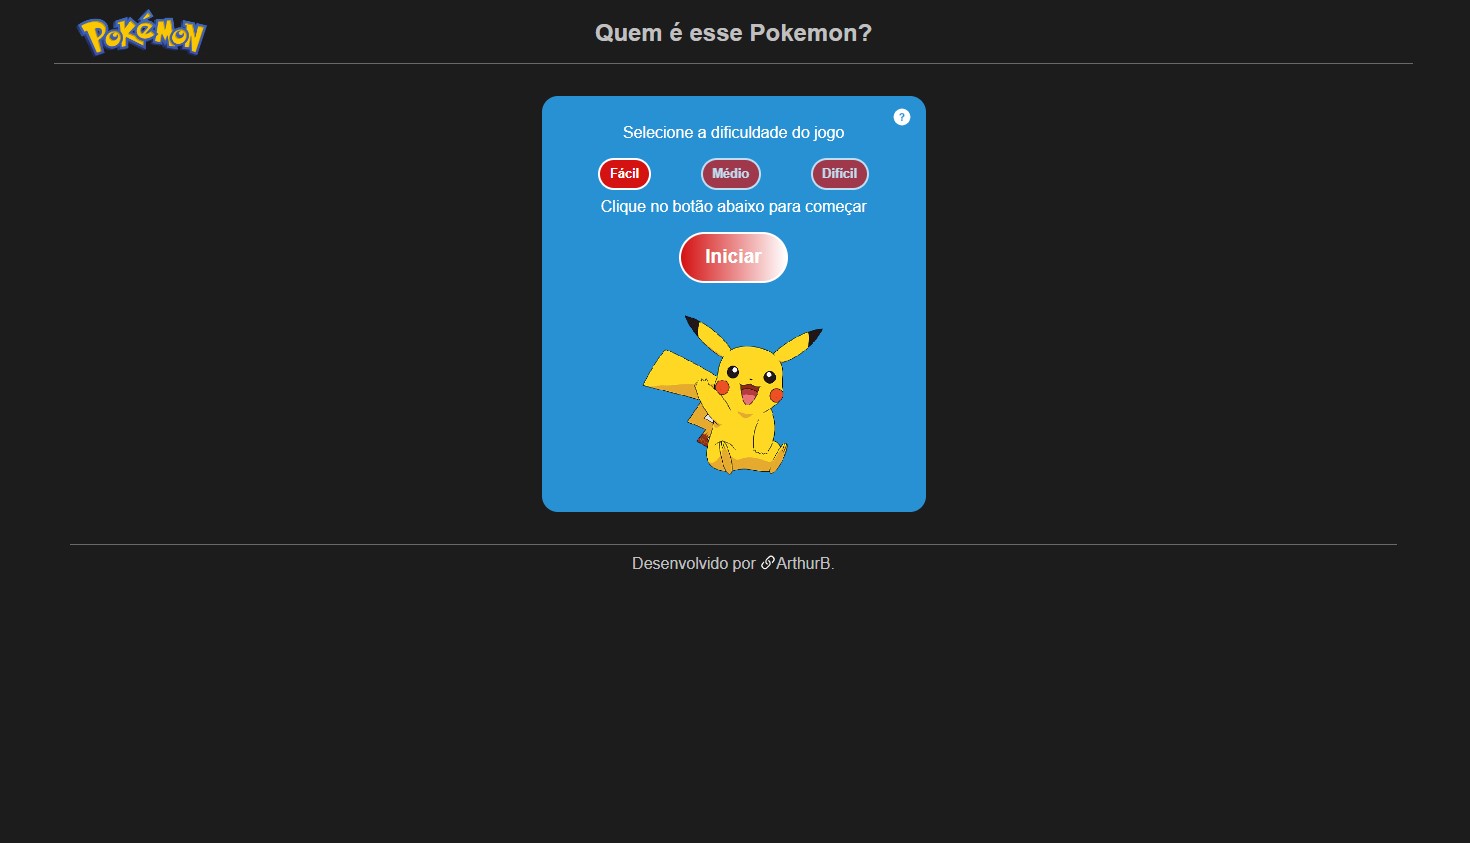 POKéMON
Quem é esse Pokemon?
?
Selecione a dificuldade do jogo
Fácil Médio Difícil
Clique no botão abaixo para começar
Iniciar
Desenvolvido por ArthurB.